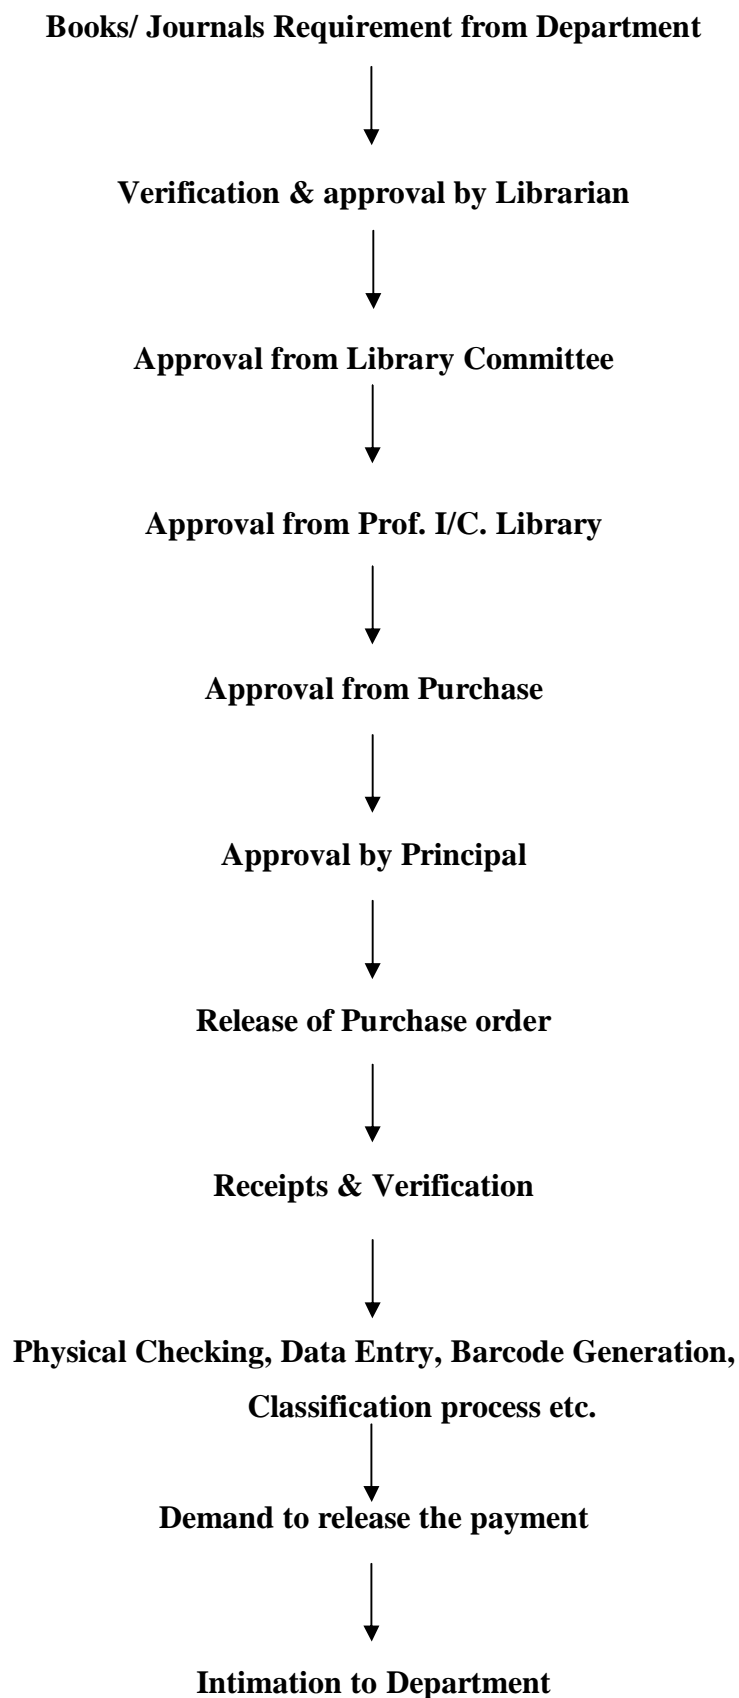 Books/ Journals Requirement from Department
Verification & approval by Librarian
Approval from Library Committee
Approval from Prof. I/C. Library
Approval from Purchase
Approval by Principal
Release of Purchase order
Receipts & Verification
Physical Checking, Data Entry, Barcode Generation,
Classification process etc.
Demand to release the payment
Intimation to Department